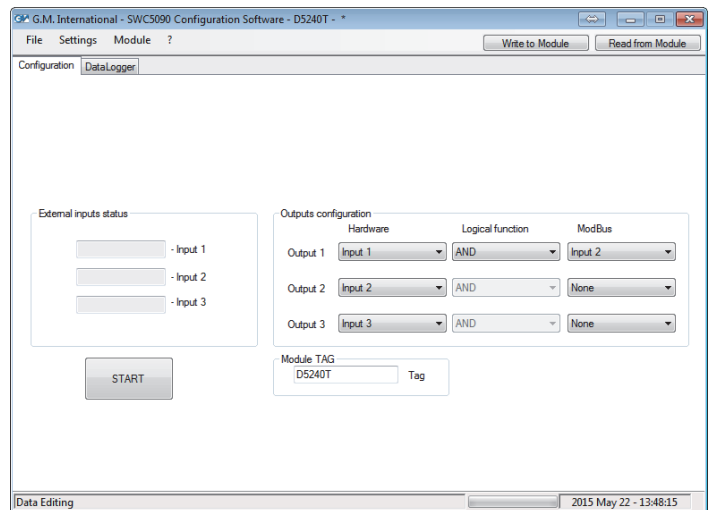 G.M. International - SWC5090 Configuration Software - D5240T - *
File Settings Module ? Write to Module Read from Module
Configuration DataLogger
External inputs status
- Input 1
- Input 2
- Input 3
START
Outputs configuration
Hardware Logical function ModBus
Output 1 Input 1 AND Input 2
Output 2 Input 2 AND None
Output 3 Input 3 AND None
Module TAG
D5240T Tag
Data Editing 2015 May 22 - 13:48:15